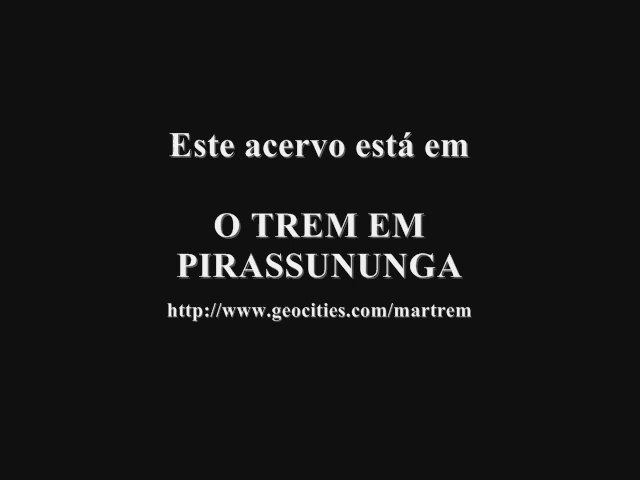 Este acervo está em
O TREM EM
PIRASSUNUNGA
http://www.geocities.com/martrem